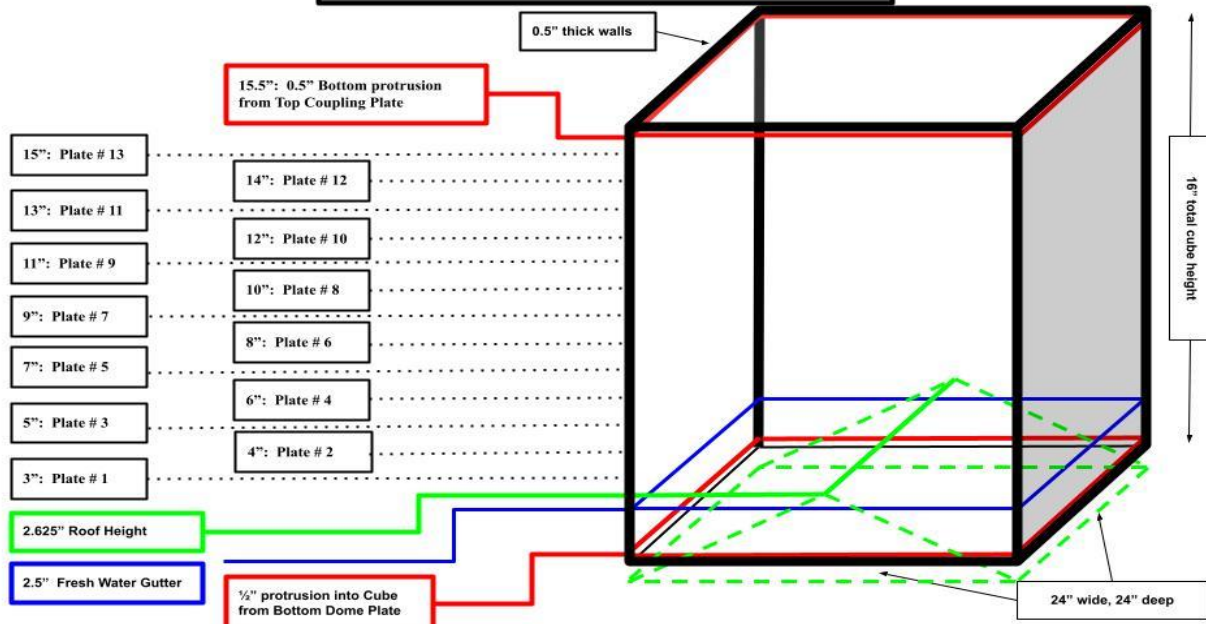 0.5" thick walls
15.5":  0.5" Bottom protrusion
from Top Coupling Plate
15":  Plate # 13
14":  Plate # 12
13":  Plate # 11
12":  Plate # 10
11":  Plate # 9
10":  Plate # 8
9":  Plate # 7
8":  Plate # 6
7":  Plate # 5
6":  Plate # 4
5":  Plate # 3
4":  Plate # 2
3":  Plate # 1
2.625" Roof Height
2.5"  Fresh Water Gutter
½" protrusion into Cube
from Bottom Dome Plate
16" total cube height
24" wide, 24" deep